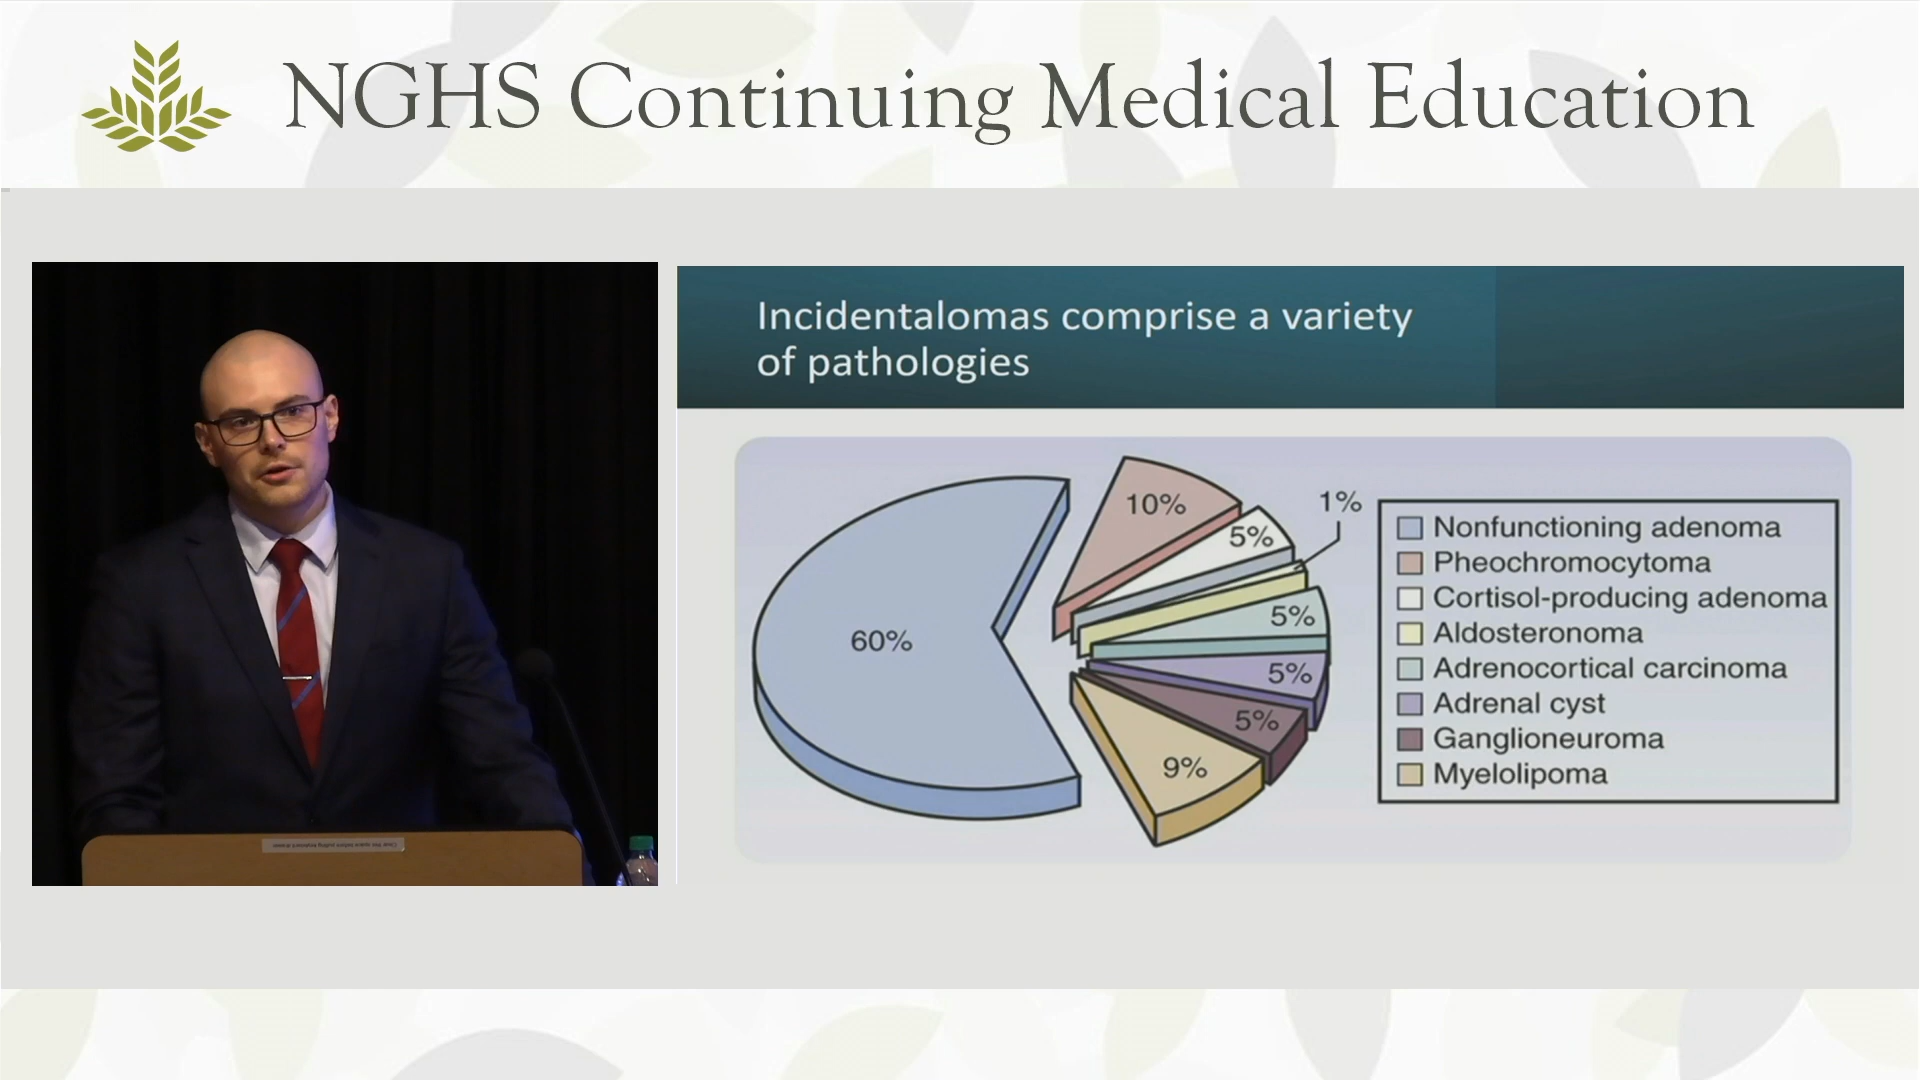 NGHS Continuing Medical Education
Incidentalomas comprise a variety
of pathologies
60%
10%
5%
1%
5%
5%
5%
9%
Nonfunctioning adenoma
Pheochromocytoma
Cortisol-producing adenoma
Aldosteronoma
Adrenocortical carcinoma
Adrenal cyst
Ganglioneuroma
Myelolipoma